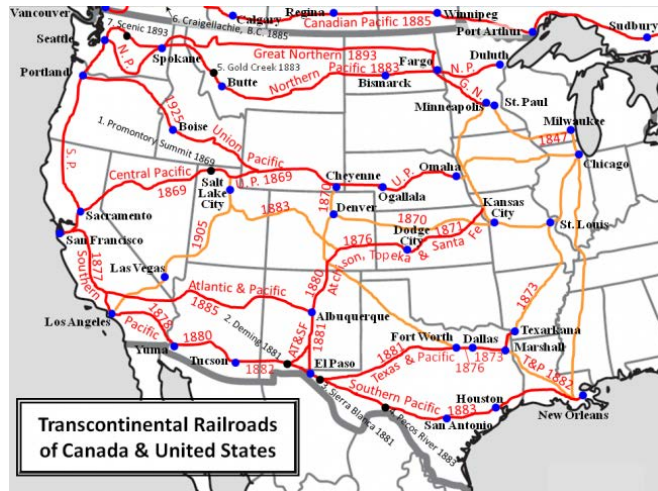 Vancouver
Calgary
Regina
Winnipeg
6. Craigellachie, B.C. 1885
Canadian Pacific 1885
Port Arthur
Sudbury
7. Scenic 1893
Seattle
N.P.
Spokane
Great Northern 1893
5. Gold Creek 1883
Butte
Northern Pacific 1883
Bismarck
Fargo
N.P.
Duluth
G.N.
Portland
Minneapolis
St. Paul
Milwaukee
1847
Chicago
1925
Boise
Union Pacific
1. Promontory Summit 1869
S.P.
Central Pacific
1869
Salt
Lake
City
U.P. 1869
Cheyenne
Ogallala
U.P.
Omaha
Sacramento
San Francisco
1905
1883
1870
Denver
1870
Dodge
City
1871
Kansas
City
St. Louis
1876
Atchison, Topeka & Santa Fe
1877
Southern
Pacific
Las Vegas
Atlantic & Pacific
1885
1880
Albuquerque
1873
Los Angeles
1878
Yuma
1880
2. Deming 1881
AT&SF
1881
Tucson
1882
El Paso
1881
Texas & Pacific
1876
Fort Worth
Dallas
1873
Texarkana
Marshall
T&P 1882
3. Sierra Blanca 1881
Southern Pacific
1883
4. Pecos River 1883
San Antonio
Houston
New Orleans
Transcontinental Railroads
of Canada & United States